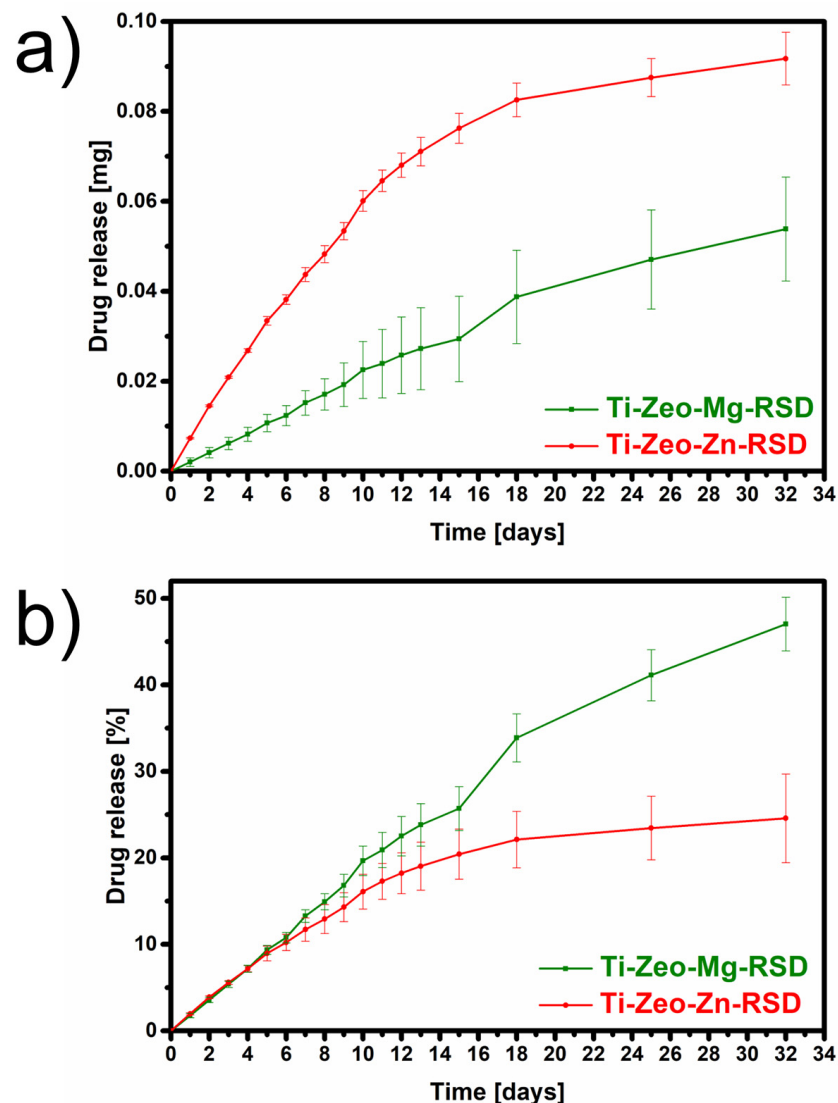 a)
Drug release [mg]
0.10
0.08
0.06
0.04
0.02
0.00
Ti-Zeo-Mg-RSD
Ti-Zeo-Zn-RSD
0 2 4 6 8 10 12 14 16 18 20 22 24 26 28 30 32 34
Time [days]
b)
Drug release [%]
50
40
30
20
10
0
Ti-Zeo-Mg-RSD
Ti-Zeo-Zn-RSD
0 2 4 6 8 10 12 14 16 18 20 22 24 26 28 30 32 34
Time [days]